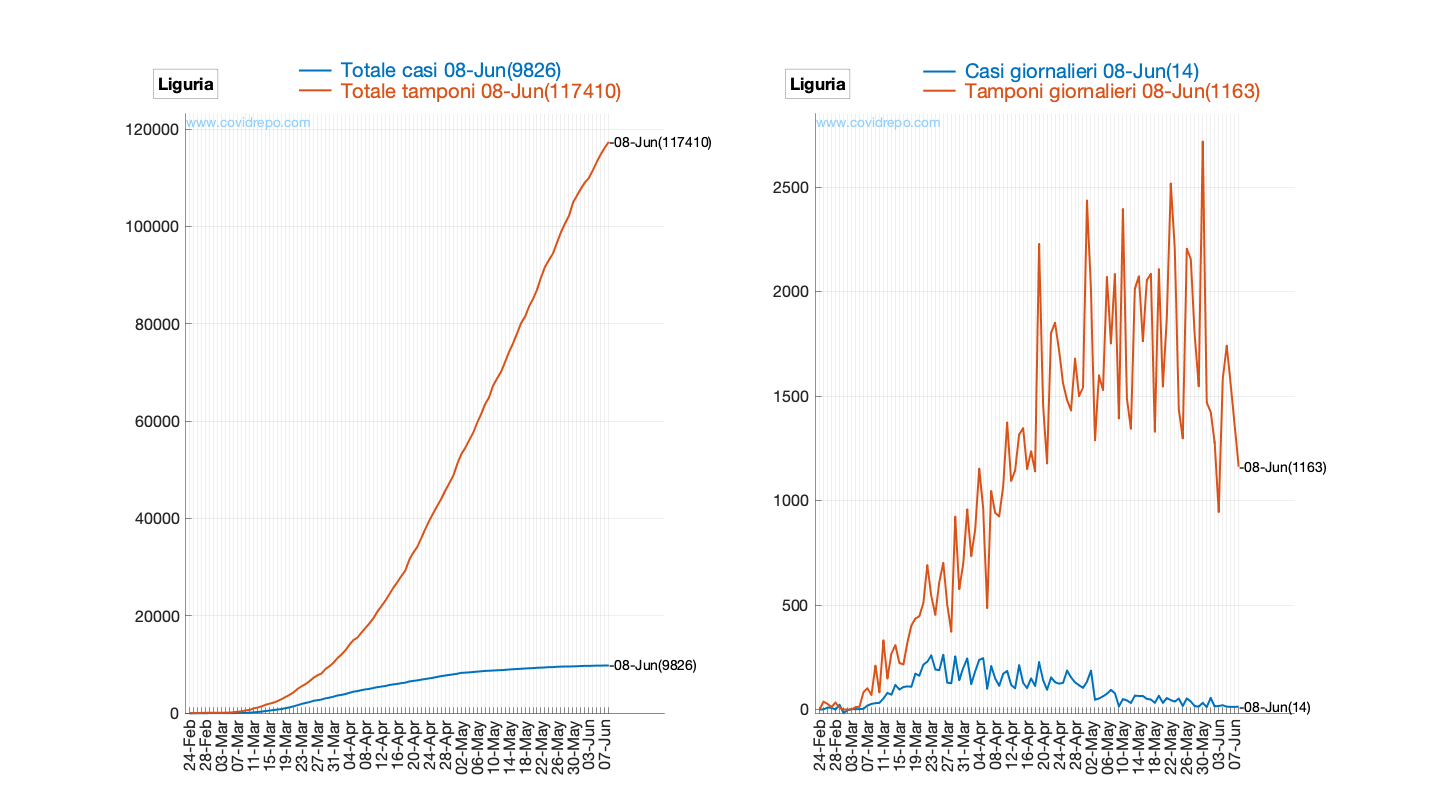 Liguria
Totale casi 08-Jun(9826)
Totale tamponi 08-Jun(117410)
www.covidrepo.com
120000
100000
80000
60000
40000
20000
0
08-Jun(117410)
08-Jun(9826)
24-Feb
28-Feb
03-Mar
07-Mar
11-Mar
15-Mar
19-Mar
23-Mar
27-Mar
31-Mar
04-Apr
08-Apr
12-Apr
16-Apr
20-Apr
24-Apr
28-Apr
02-May
06-May
10-May
14-May
18-May
22-May
26-May
30-May
03-Jun
07-Jun
Liguria
Casi giornalieri 08-Jun(14)
Tamponi giornalieri 08-Jun(1163)
www.covidrepo.com
2500
2000
1500
1000
500
0
08-Jun(1163)
08-Jun(14)
24-Feb
28-Feb
03-Mar
07-Mar
11-Mar
15-Mar
19-Mar
23-Mar
27-Mar
31-Mar
04-Apr
08-Apr
12-Apr
16-Apr
20-Apr
24-Apr
28-Apr
02-May
06-May
10-May
14-May
18-May
22-May
26-May
30-May
03-Jun
07-Jun